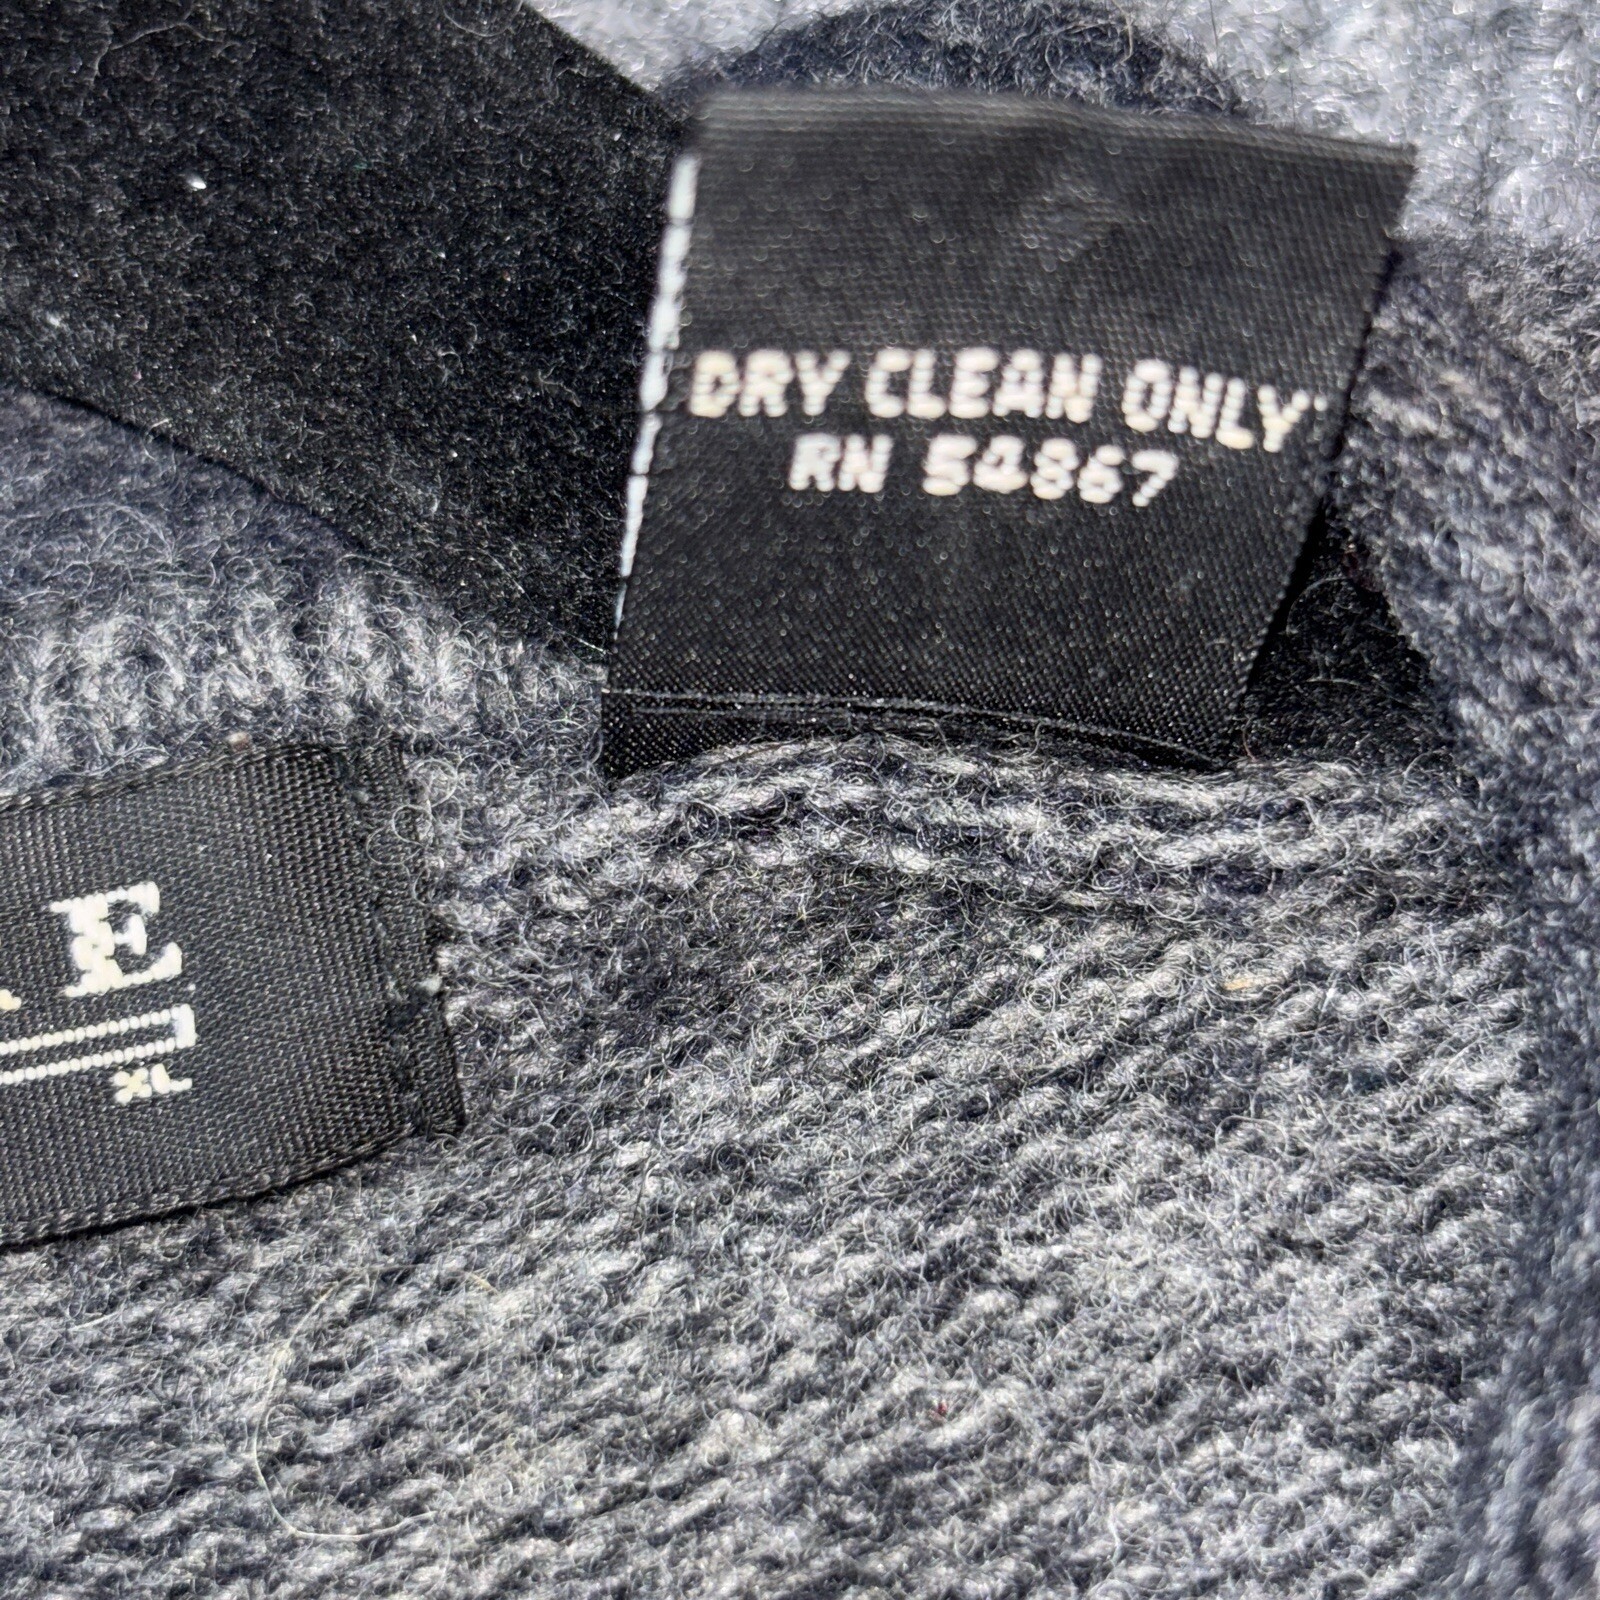 DRY CLEAN ONLY
RN 54867
E
XL